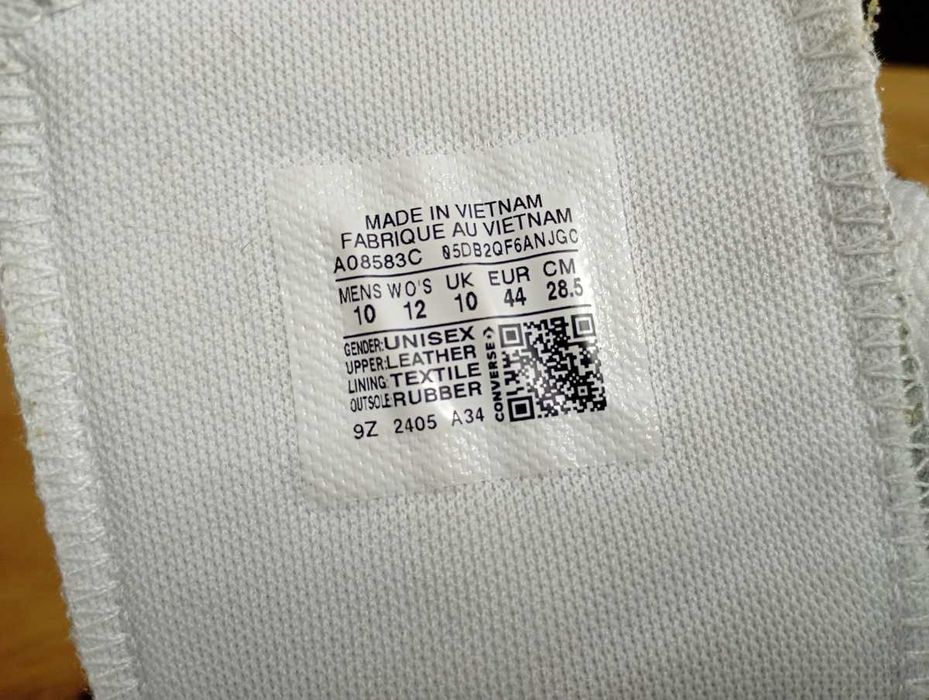 MADE IN VIETNAM
FABRIQUE AU VIETNAM
A08583C 05DB2QF6ANJGC
MENS WO'S UK EUR CM
10 12 10 44 28.5
GENDER:UNISEX
UPPER:LEATHER
LINING:TEXTILE
OUTSOLE:RUBBER
CONVERSE
9Z 2405 A34